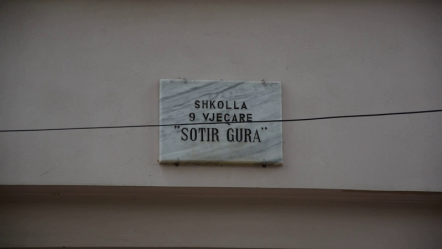 SHKOLLA
9 VJEÇARE
"SOTIR GURA"